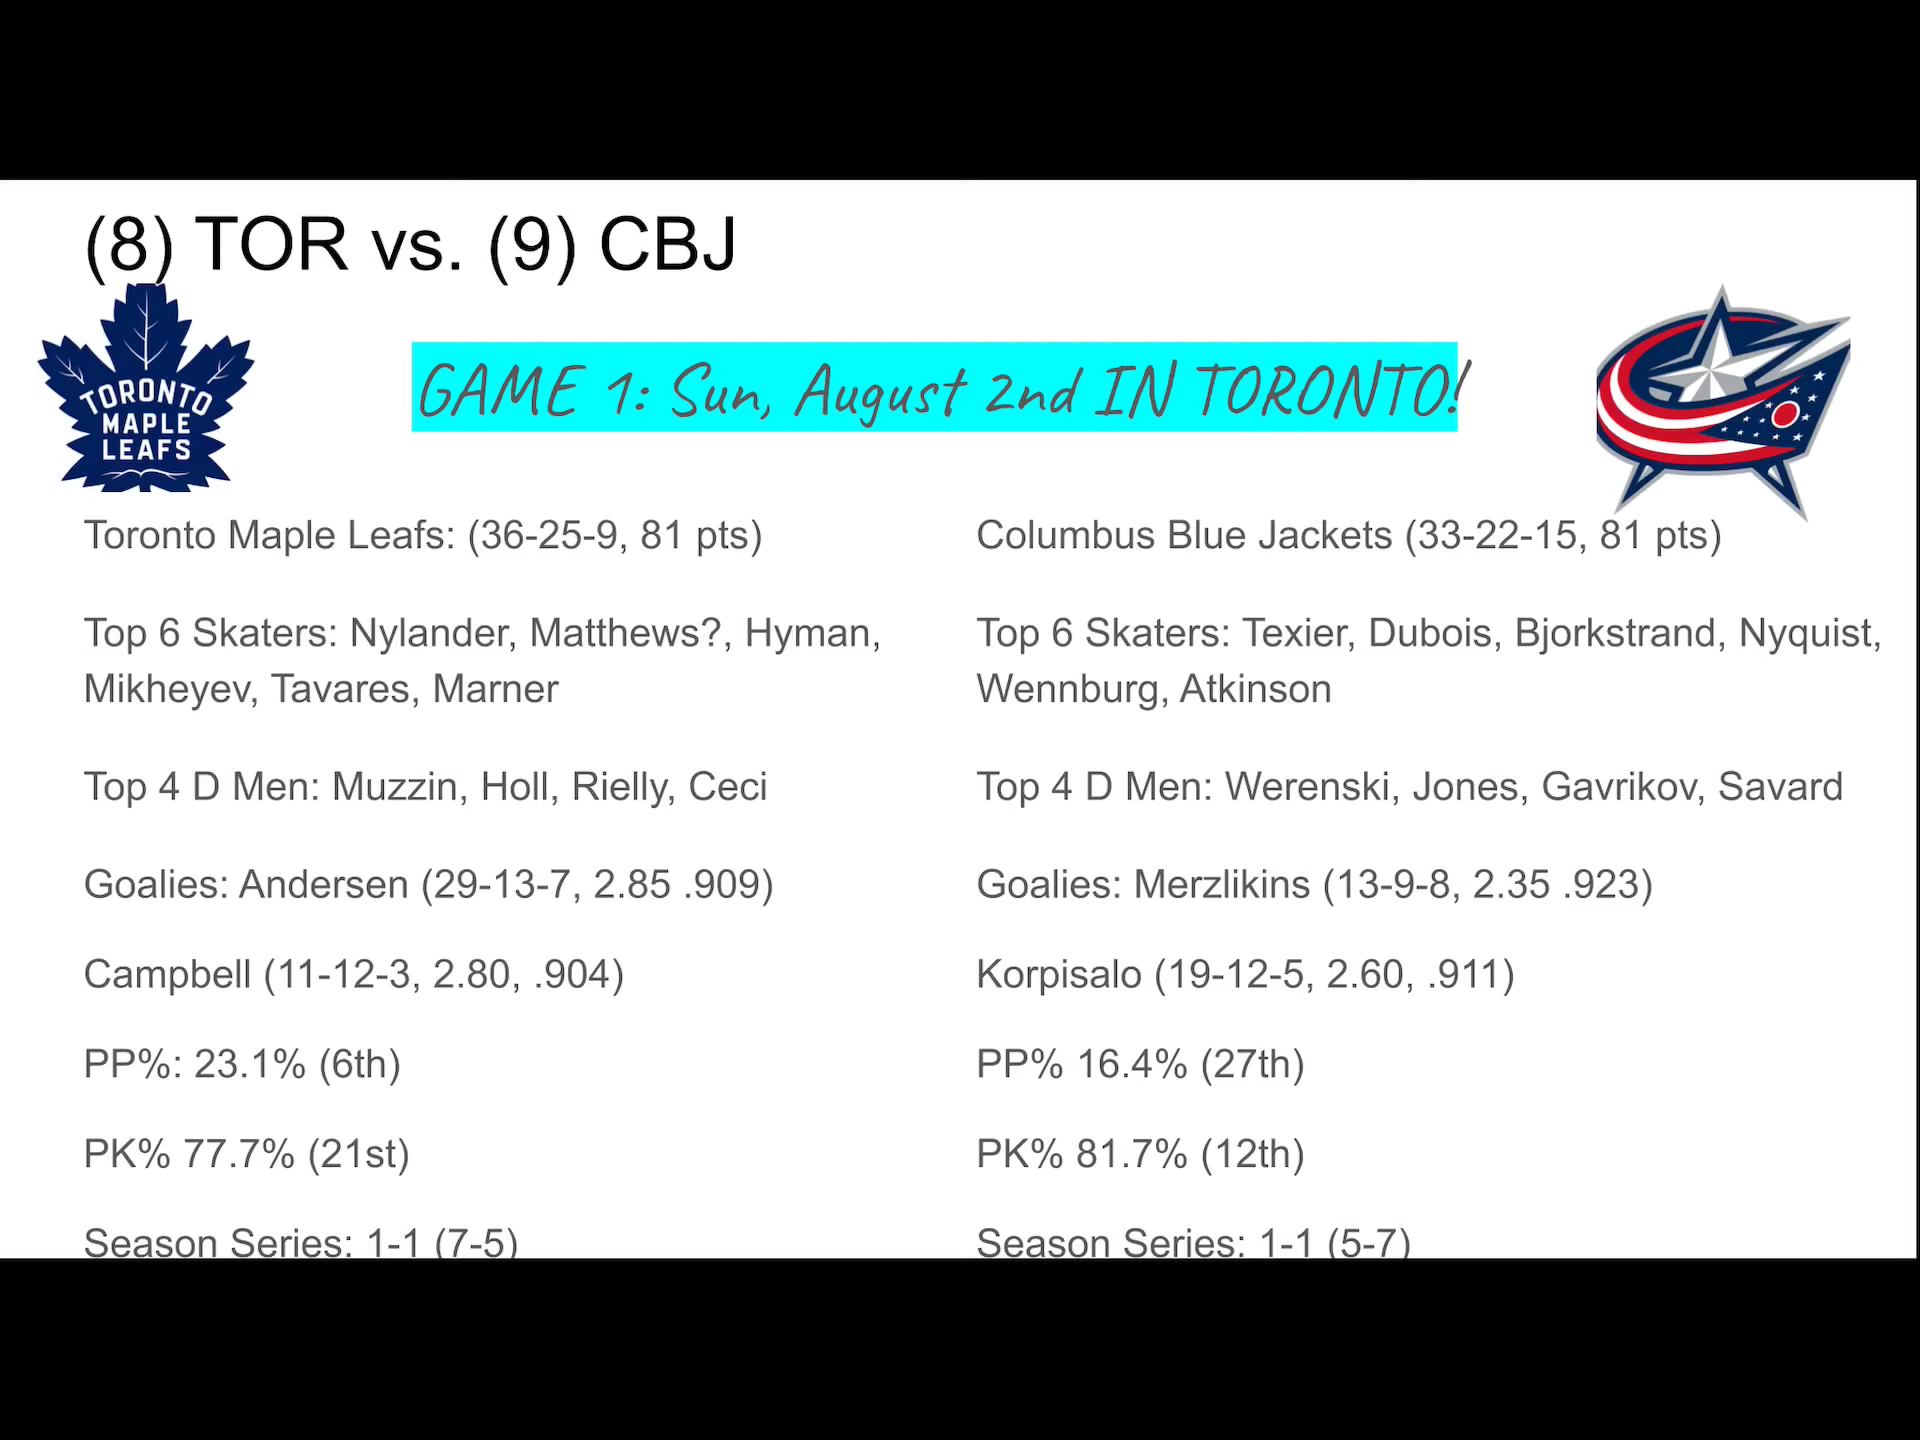 (8) TOR vs. (9) CBJ
TORONTO
MAPLE
LEAFS
GAME 1: Sun, August 2nd IN TORONTO!
Toronto Maple Leafs: (36-25-9, 81 pts)
Top 6 Skaters: Nylander, Matthews?, Hyman,
Mikheyev, Tavares, Marner
Top 4 D Men: Muzzin, Holl, Rielly, Ceci
Goalies: Andersen (29-13-7, 2.85 .909)
Campbell (11-12-3, 2.80, .904)
PP%: 23.1% (6th)
PK% 77.7% (21st)
Season Series: 1-1 (7-5)
Columbus Blue Jackets (33-22-15, 81 pts)
Top 6 Skaters: Texier, Dubois, Bjorkstrand, Nyquist,
Wennburg, Atkinson
Top 4 D Men: Werenski, Jones, Gavrikov, Savard
Goalies: Merzlikins (13-9-8, 2.35 .923)
Korpisalo (19-12-5, 2.60, .911)
PP% 16.4% (27th)
PK% 81.7% (12th)
Season Series: 1-1 (5-7)